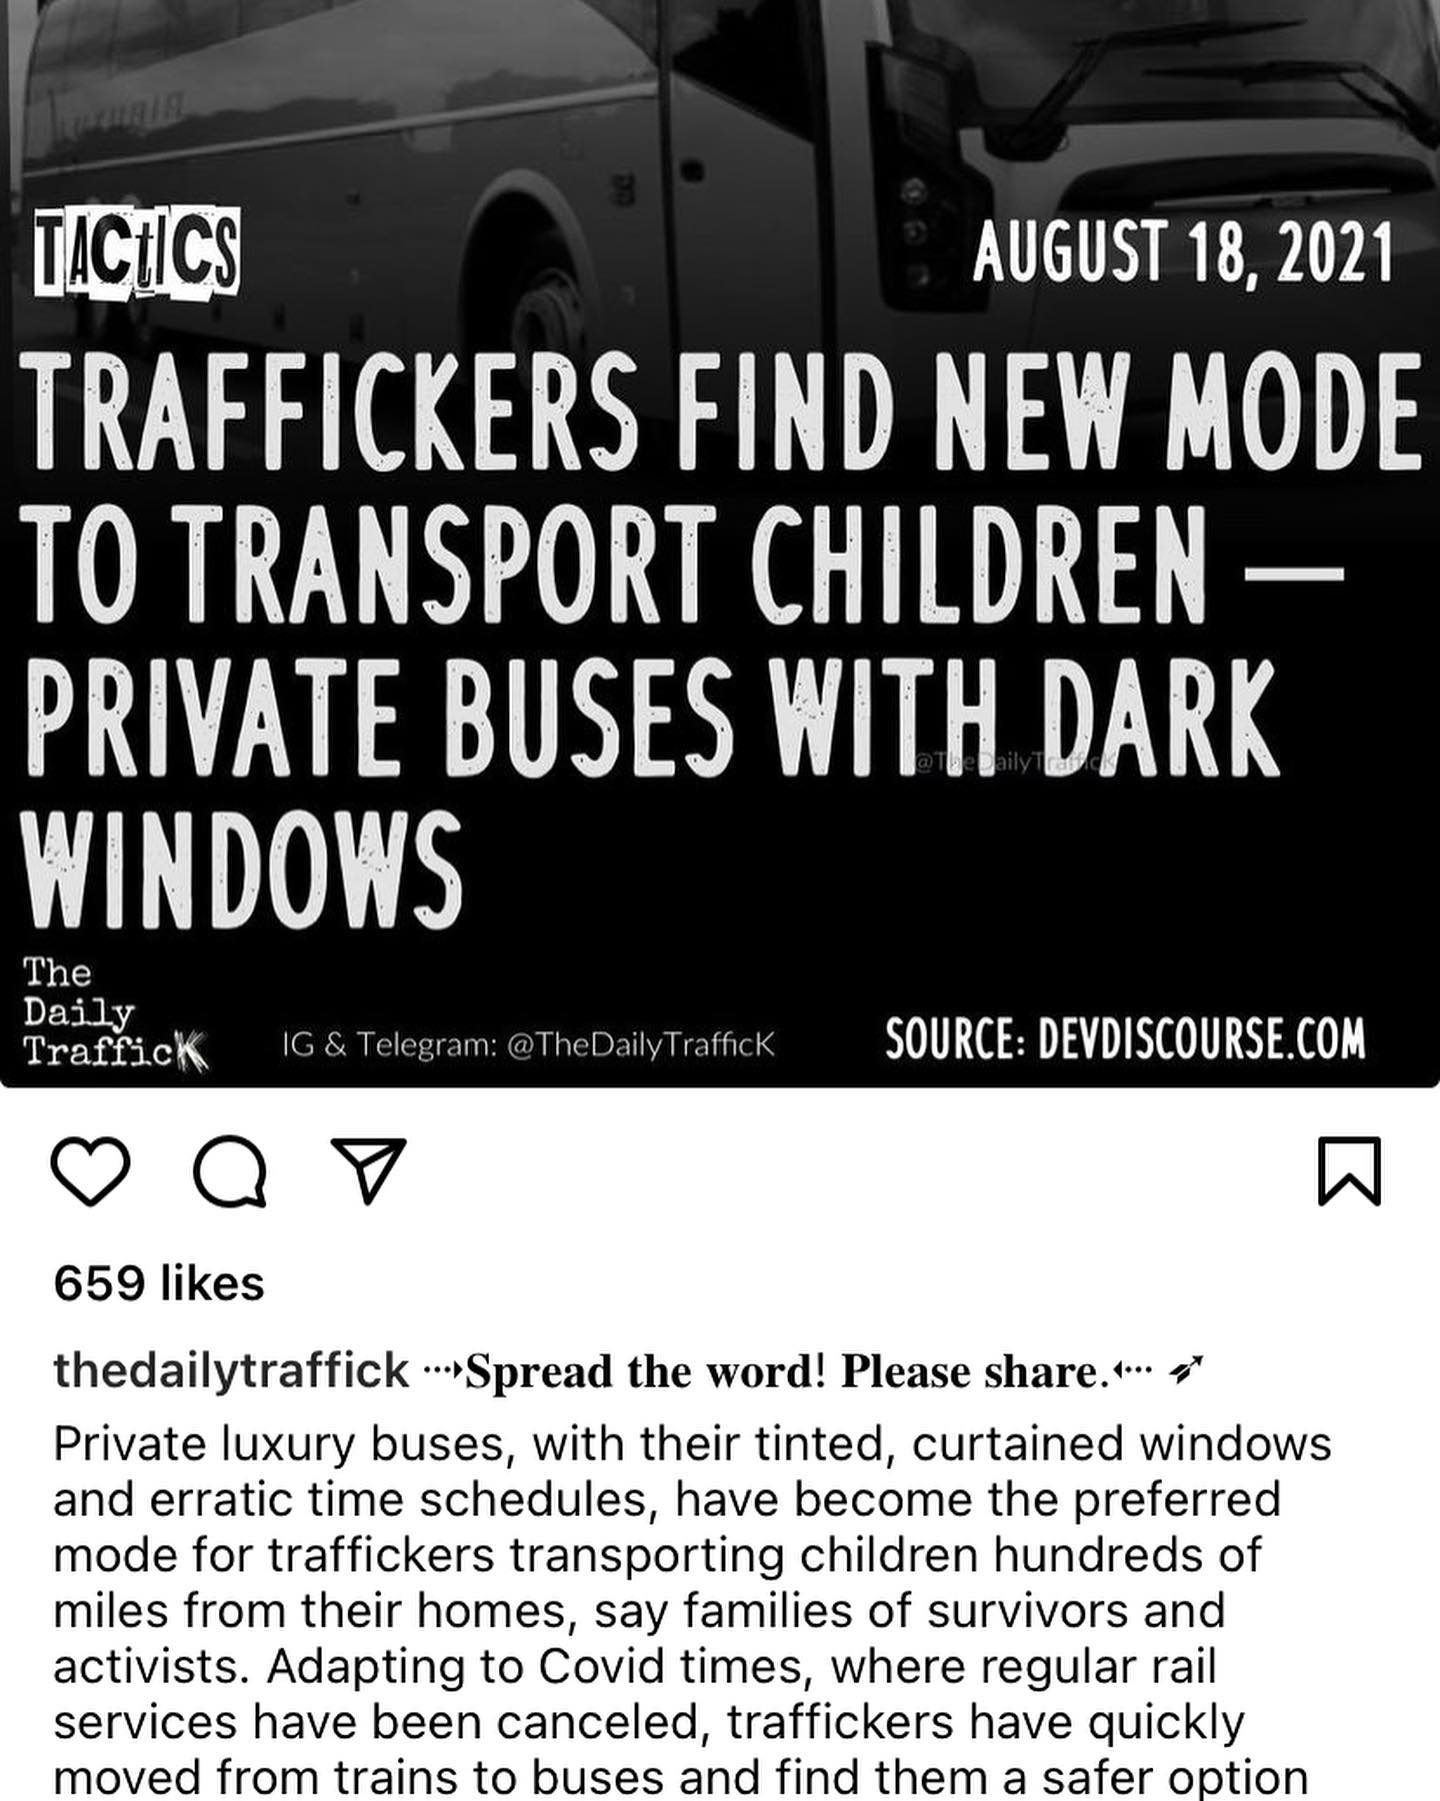 TACtICS
AUGUST 18, 2021
TRAFFICKERS FIND NEW MODE
TO TRANSPORT CHILDREN —
PRIVATE BUSES WITH DARK
@TheDailyTrafficK
WINDOWS
The
Daily
TrafficK
IG & Telegram: @TheDailyTrafficK
SOURCE: DEVDISCOURSE.COM
659 likes
thedailytraffick ···➔Spread the word! Please share.←··· ➶
Private luxury buses, with their tinted, curtained windows
and erratic time schedules, have become the preferred
mode for traffickers transporting children hundreds of
miles from their homes, say families of survivors and
activists. Adapting to Covid times, where regular rail
services have been canceled, traffickers have quickly
moved from trains to buses and find them a safer option